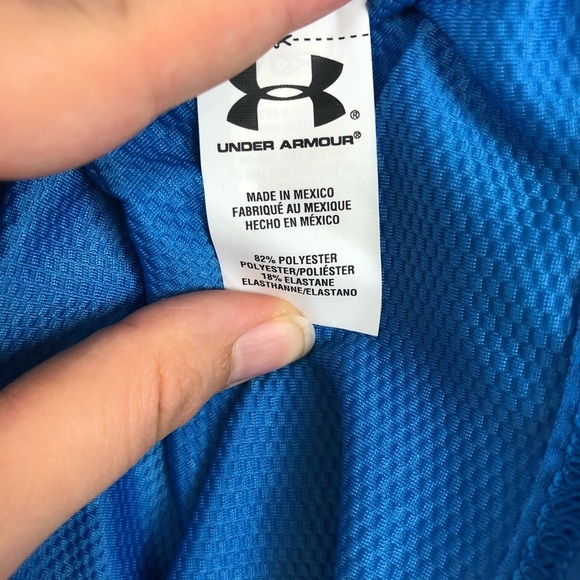 ®
UNDER ARMOUR®
MADE IN MEXICO
FABRIQUÉ AU MEXIQUE
HECHO EN MÉXICO
82% POLYESTER
POLYESTER/POLIÉSTER
18% ELASTANE
ELASTHANNE/ELASTANO